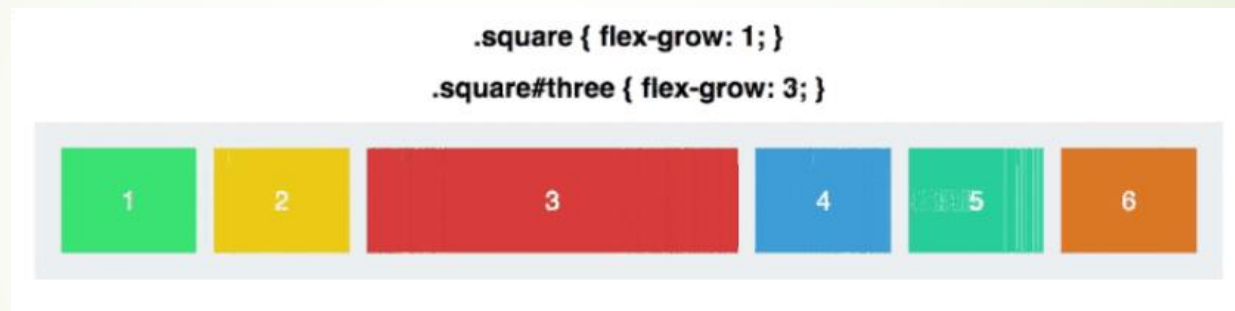 .square { flex-grow: 1; }
.square#three { flex-grow: 3; }
1 2 3 4 5 6